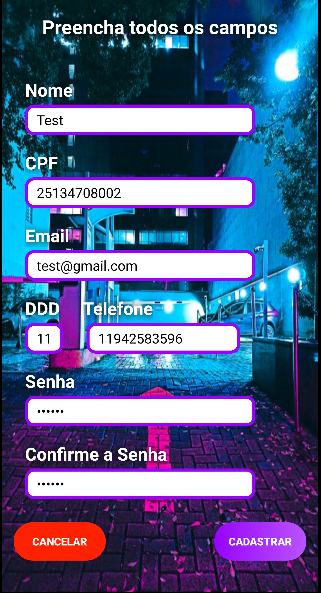 Preencha todos os campos
Nome
Test
CPF
25134708002
Email
test@gmail.com
DDD Telefone
11 11942583596
Senha
••••••
Confirme a Senha
••••••
CANCELAR CADASTRAR